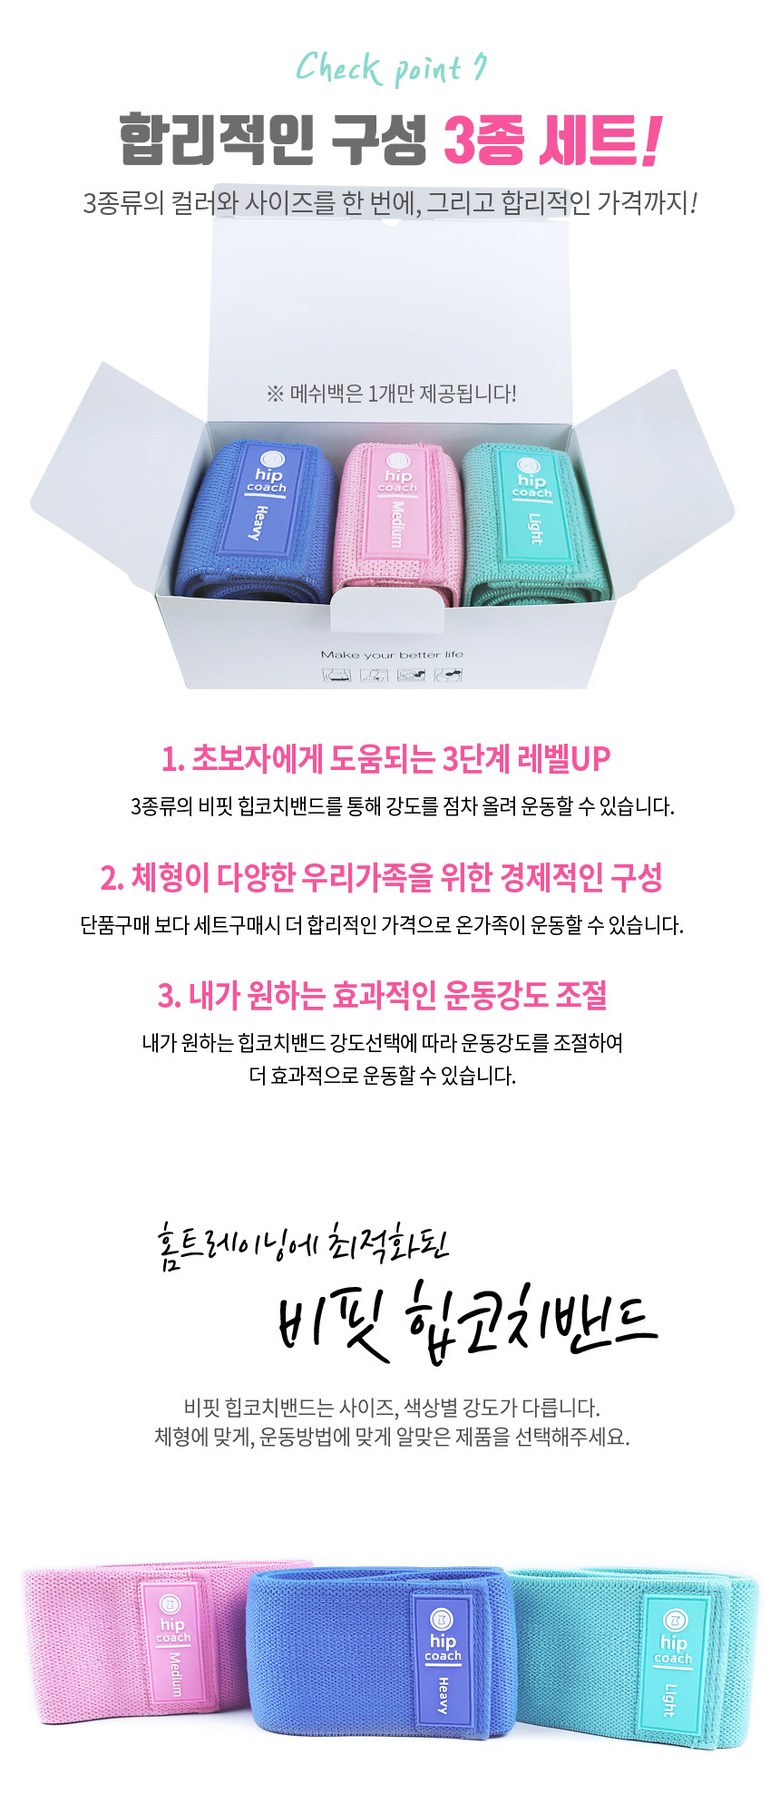 Check point 7
합리적인 구성 3종 세트!
3종류의 컬러와 사이즈를 한 번에, 그리고 합리적인 가격까지!
※ 메쉬백은 1개만 제공됩니다!
hip
coach
Heavy
hip
coach
Medium
hip
coach
Light
Make your better life
1. 초보자에게 도움되는 3단계 레벨UP
3종류의 비핏 힙코치밴드를 통해 강도를 점차 올려 운동할 수 있습니다.
2. 체형이 다양한 우리가족을 위한 경제적인 구성
단품구매 보다 세트구매시 더 합리적인 가격으로 온가족이 운동할 수 있습니다.
3. 내가 원하는 효과적인 운동강도 조절
내가 원하는 힙코치밴드 강도선택에 따라 운동강도를 조절하여
더 효과적으로 운동할 수 있습니다.
홈트레이닝에 최적화된
비핏 힙코치밴드
비핏 힙코치밴드는 사이즈, 색상별 강도가 다릅니다.
체형에 맞게, 운동방법에 맞게 알맞은 제품을 선택해주세요.
hip
coach
Medium
hip
coach
Heavy
hip
coach
Light